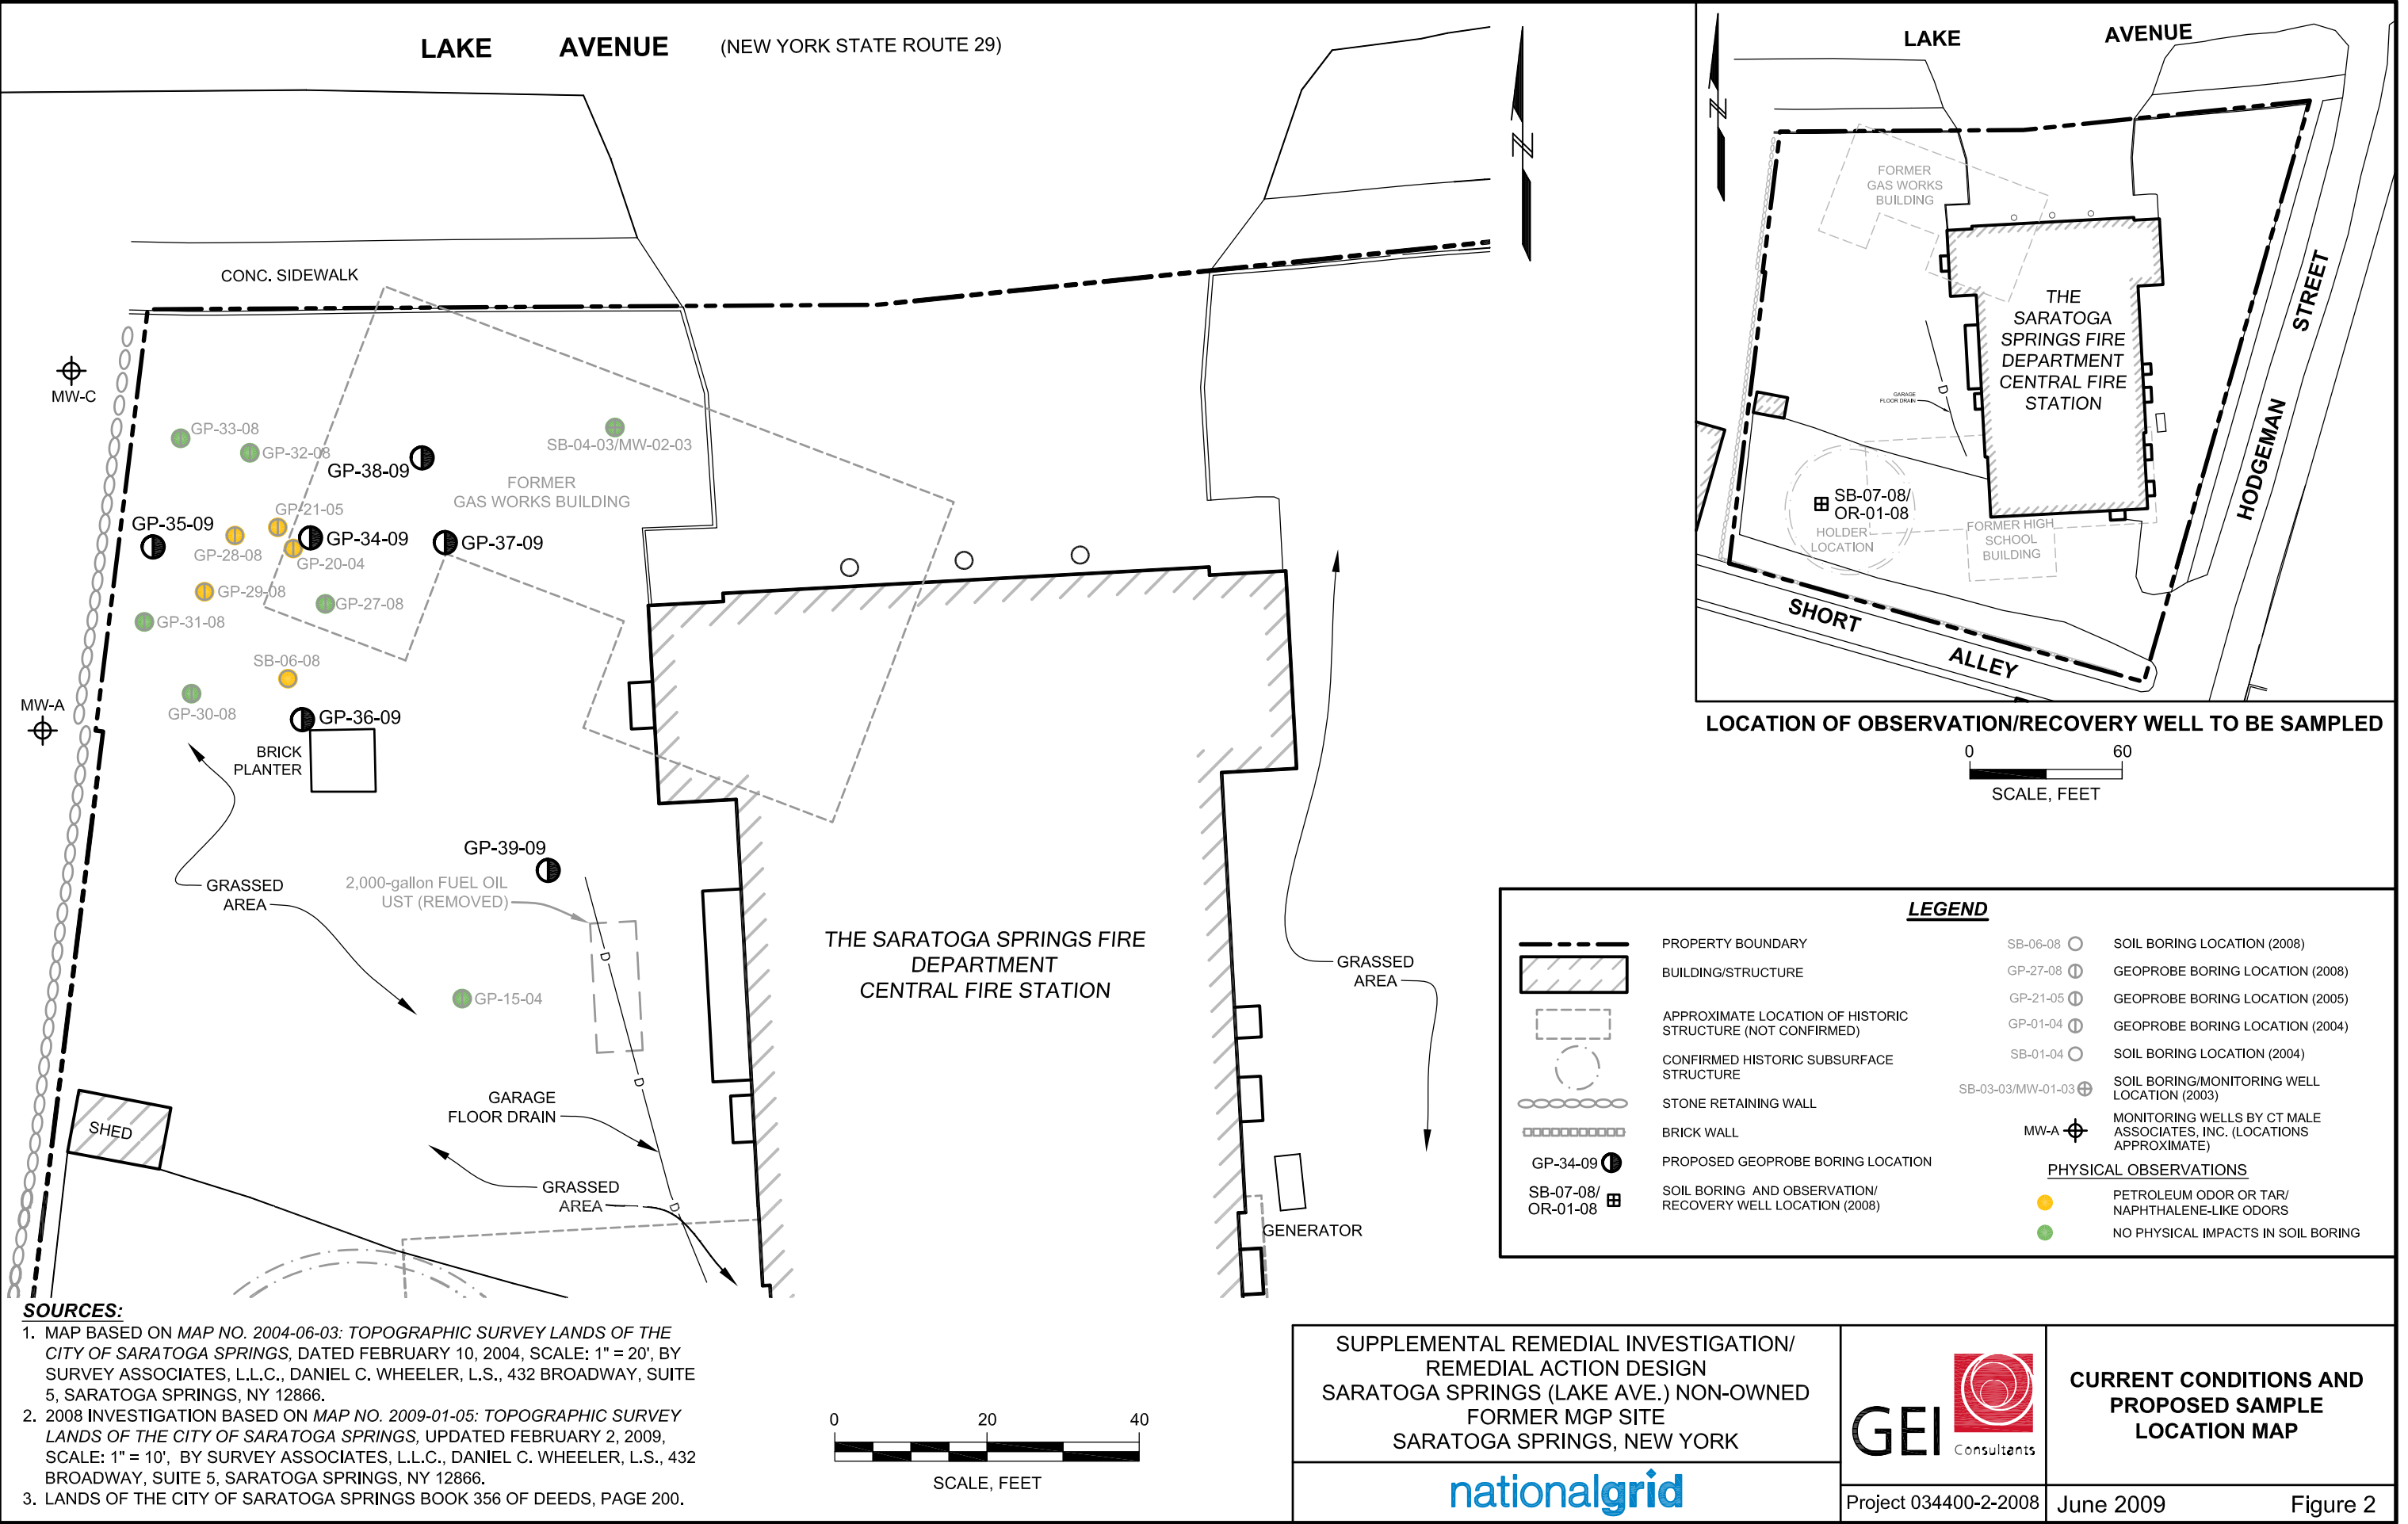 LAKE AVENUE (NEW YORK STATE ROUTE 29)
N
CONC. SIDEWALK
MW-C
GP-33-08
GP-32-08
GP-38-09
SB-04-03/MW-02-03
FORMER
GAS WORKS BUILDING
GP-21-05
GP-35-09
GP-34-09
GP-37-09
GP-28-08
GP-20-04
GP-29-08
GP-27-08
GP-31-08
SB-06-08
MW-A
GP-30-08
GP-36-09
BRICK
PLANTER
GP-39-09
GRASSED
AREA
2,000-gallon FUEL OIL
UST (REMOVED)
D
GP-15-04
THE SARATOGA SPRINGS FIRE
DEPARTMENT
CENTRAL FIRE STATION
GRASSED
AREA
D
GARAGE
FLOOR DRAIN
SHED
GRASSED
AREA
D
GENERATOR
LAKE AVENUE
N
FORMER
GAS WORKS
BUILDING
THE
SARATOGA
SPRINGS FIRE
DEPARTMENT
CENTRAL FIRE
STATION
D
GARAGE
FLOOR DRAIN
HODGEMAN STREET
SB-07-08/
OR-01-08
HOLDER
LOCATION
FORMER HIGH
SCHOOL
BUILDING
SHORT ALLEY
LOCATION OF OBSERVATION/RECOVERY WELL TO BE SAMPLED
0 60
SCALE, FEET
LEGEND
PROPERTY BOUNDARY
BUILDING/STRUCTURE
APPROXIMATE LOCATION OF HISTORIC
STRUCTURE (NOT CONFIRMED)
CONFIRMED HISTORIC SUBSURFACE
STRUCTURE
STONE RETAINING WALL
BRICK WALL
GP-34-09 PROPOSED GEOPROBE BORING LOCATION
SB-07-08/ SOIL BORING AND OBSERVATION/
OR-01-08 RECOVERY WELL LOCATION (2008)
SB-06-08 SOIL BORING LOCATION (2008)
GP-27-08 GEOPROBE BORING LOCATION (2008)
GP-21-05 GEOPROBE BORING LOCATION (2005)
GP-01-04 GEOPROBE BORING LOCATION (2004)
SB-01-04 SOIL BORING LOCATION (2004)
SB-03-03/MW-01-03 SOIL BORING/MONITORING WELL
LOCATION (2003)
MW-A MONITORING WELLS BY CT MALE
ASSOCIATES, INC. (LOCATIONS
APPROXIMATE)
PHYSICAL OBSERVATIONS
PETROLEUM ODOR OR TAR/
NAPHTHALENE-LIKE ODORS
NO PHYSICAL IMPACTS IN SOIL BORING
SOURCES:
1. MAP BASED ON MAP NO. 2004-06-03: TOPOGRAPHIC SURVEY LANDS OF THE
CITY OF SARATOGA SPRINGS, DATED FEBRUARY 10, 2004, SCALE: 1" = 20', BY
SURVEY ASSOCIATES, L.L.C., DANIEL C. WHEELER, L.S., 432 BROADWAY, SUITE
5, SARATOGA SPRINGS, NY 12866.
2. 2008 INVESTIGATION BASED ON MAP NO. 2009-01-05: TOPOGRAPHIC SURVEY
LANDS OF THE CITY OF SARATOGA SPRINGS, UPDATED FEBRUARY 2, 2009,
SCALE: 1" = 10', BY SURVEY ASSOCIATES, L.L.C., DANIEL C. WHEELER, L.S., 432
BROADWAY, SUITE 5, SARATOGA SPRINGS, NY 12866.
3. LANDS OF THE CITY OF SARATOGA SPRINGS BOOK 356 OF DEEDS, PAGE 200.
0 20 40
SCALE, FEET
SUPPLEMENTAL REMEDIAL INVESTIGATION/
REMEDIAL ACTION DESIGN
SARATOGA SPRINGS (LAKE AVE.) NON-OWNED
FORMER MGP SITE
SARATOGA SPRINGS, NEW YORK
nationalgrid
GEI Consultants
Project 034400-2-2008
CURRENT CONDITIONS AND
PROPOSED SAMPLE
LOCATION MAP
June 2009 Figure 2